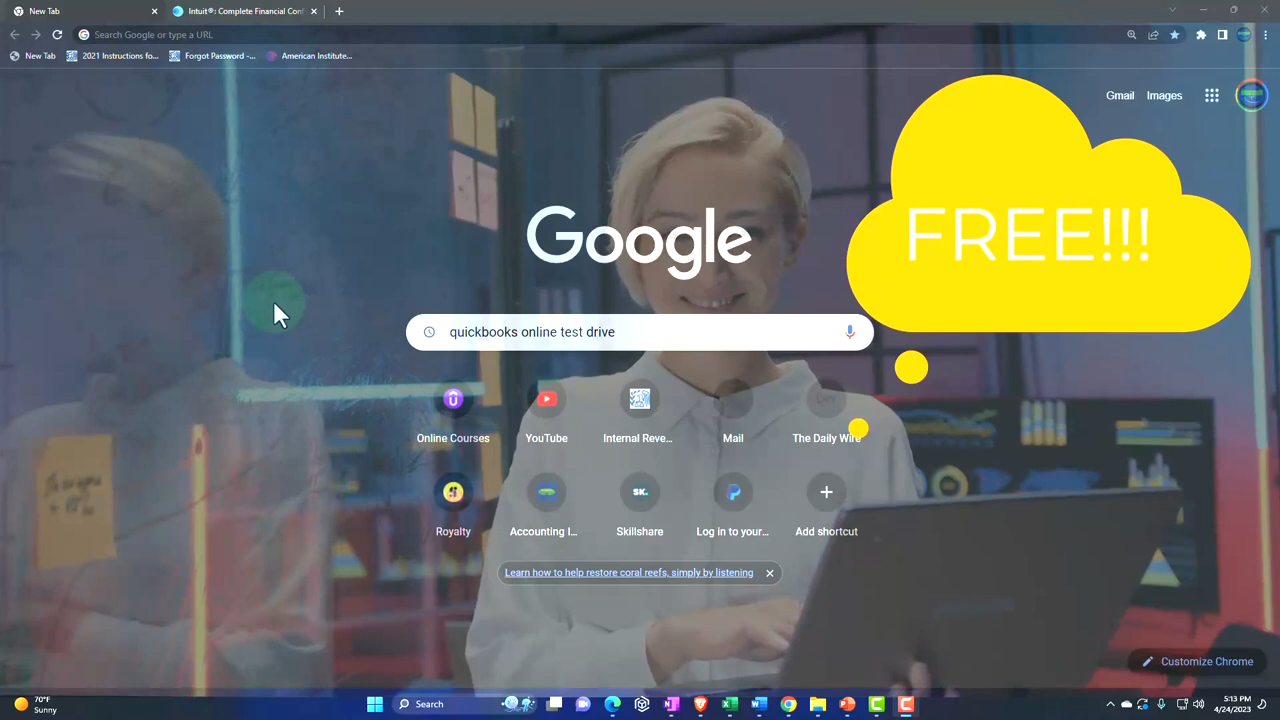 New Tab
Intuit®: Complete Financial Con
Search Google or type a URL
New Tab
2021 Instructions fo...
Forgot Password -...
American Institute...
Gmail
Images
FREE!!!
Google
quickbooks online test drive
Online Courses
YouTube
Internal Reve...
Mail
The Daily Wire
Royalty
SK.
Accounting I...
Skillshare
Log in to your...
Add shortcut
Learn how to help restore coral reefs, simply by listening
Customize Chrome
70°F
Sunny
Search
5:13 PM
4/24/2023